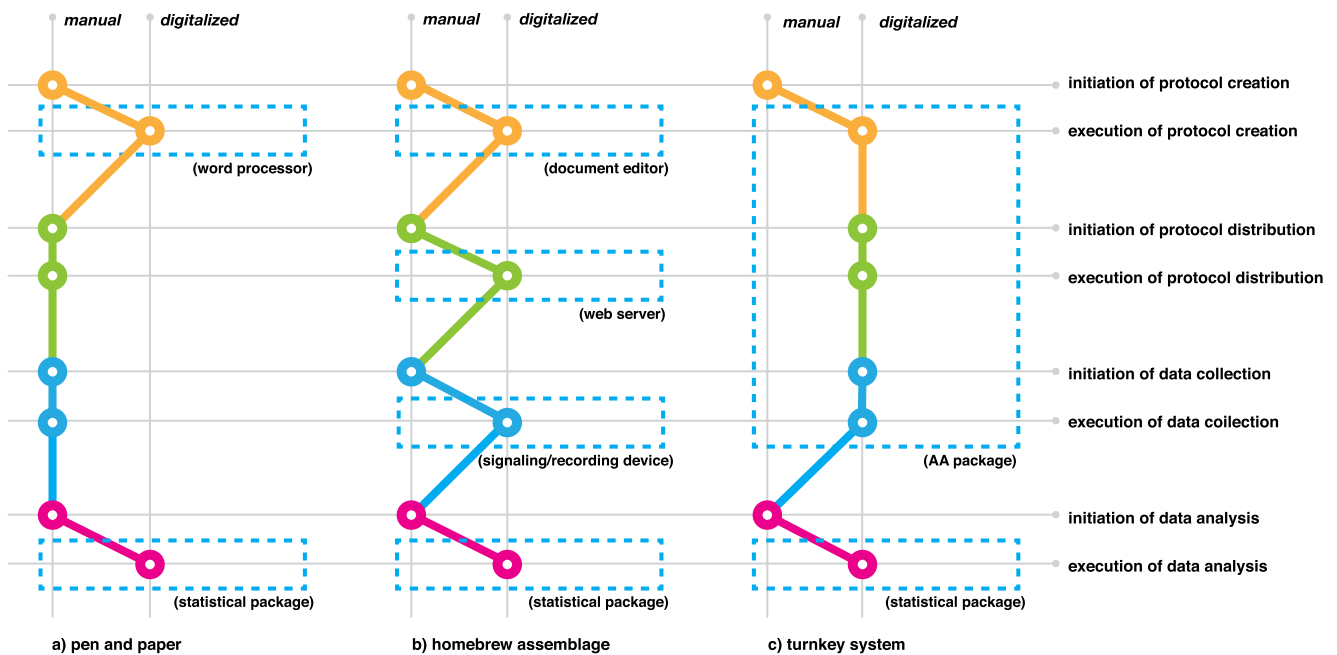 manual digitalized manual digitalized manual digitalized
initiation of protocol creation
execution of protocol creation
(word processor) (document editor)
initiation of protocol distribution
execution of protocol distribution
(web server)
initiation of data collection
execution of data coilection
(signaling/recording device) (AA package)
initiation of data analysis
execution of data analysis
(statistical package) (statistical package) (statistical package)
a) pen and paper b) homebrew assemblage c) turnkey system